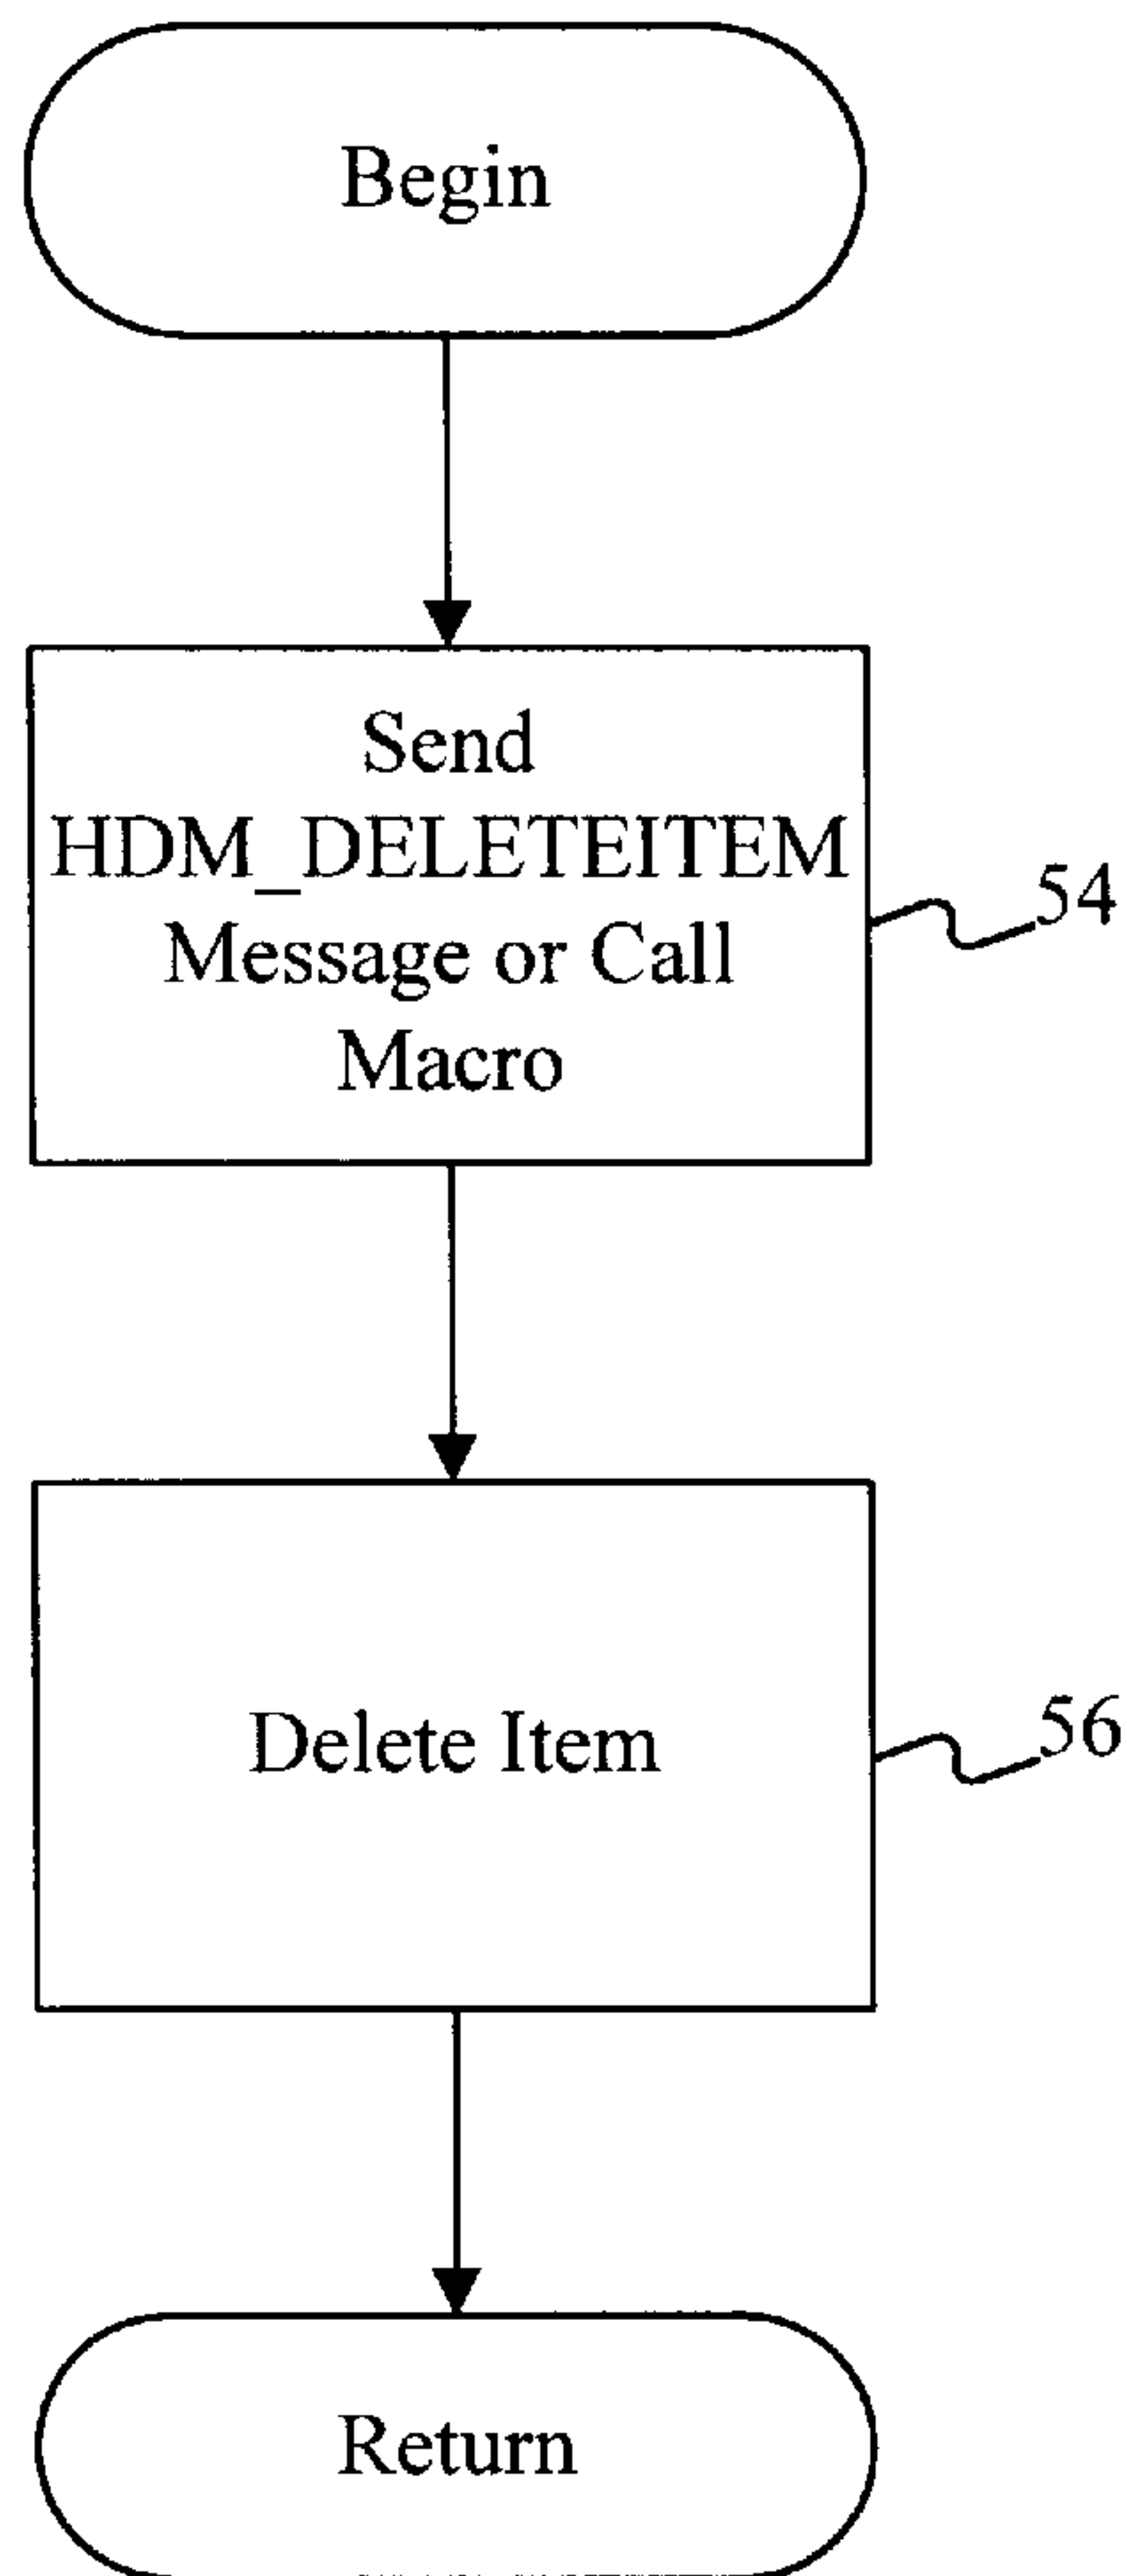 Begin
Send
HDM_DELETEITEM
Message or Call
Macro
54
Delete Item
56
Return